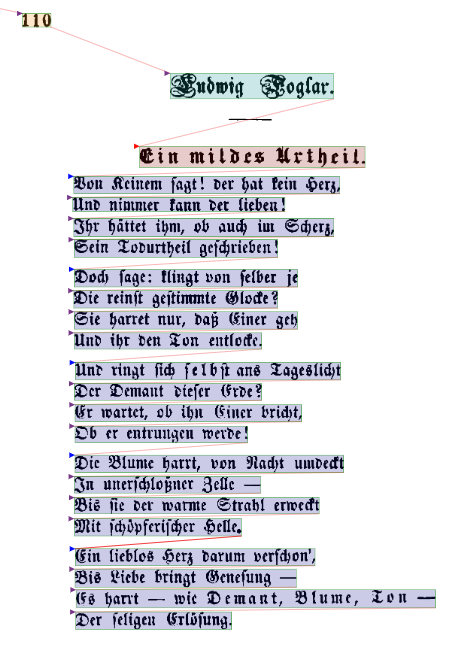 110
Ludwig Foglar.
Ein mildes Urtheil.
Von Keinem sagt! der hat kein Herz,
Und nimmer kann der lieben!
Ihr hättet ihm, ob auch im Scherz,
Sein Todurtheil geschrieben!
Doch sage: klingt von selber je
Die reinst gestimmte Glocke?
Sie harret nur, daß Einer geh
Und ihr den Ton entlocke.
Und ringt sich selbst ans Tageslicht
Der Demant dieser Erde?
Er wartet, ob ihn Einer bricht,
Ob er entrungen werde!
Die Blume harrt, von Nacht umdeckt
In unerschloßner Zelle —
Bis sie der warme Strahl erweckt
Mit schöpferischer Helle.
Ein lieblos Herz darum verschon',
Bis Liebe bringt Genesung —
Es harrt — wie Demant, Blume, Ton —
Der seligen Erlösung.